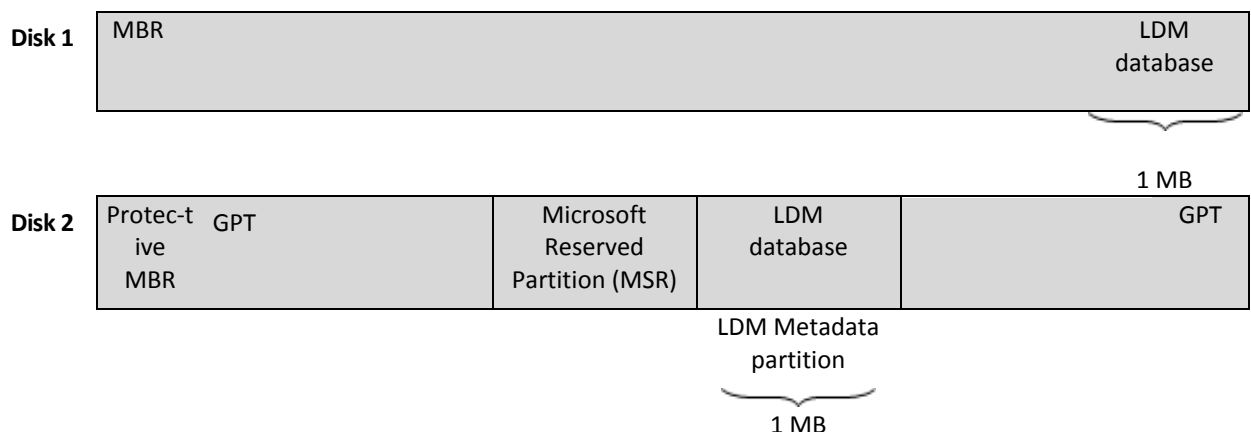 Disk 1
MBR
LDM
database
1 MB
Disk 2
Protec-t
ive
MBR
GPT
Microsoft
Reserved
Partition (MSR)
LDM
database
GPT
LDM Metadata
partition
1 MB